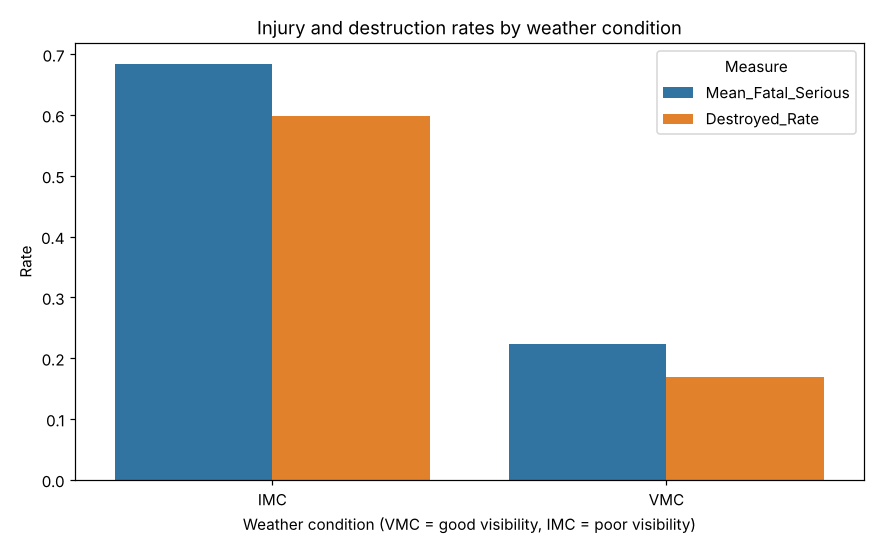 Injury and destruction rates by weather condition
Measure
Mean_Fatal_Serious
Destroyed_Rate
Rate
0.7
0.6
0.5
0.4
0.3
0.2
0.1
0.0
IMC
VMC
Weather condition (VMC = good visibility, IMC = poor visibility)